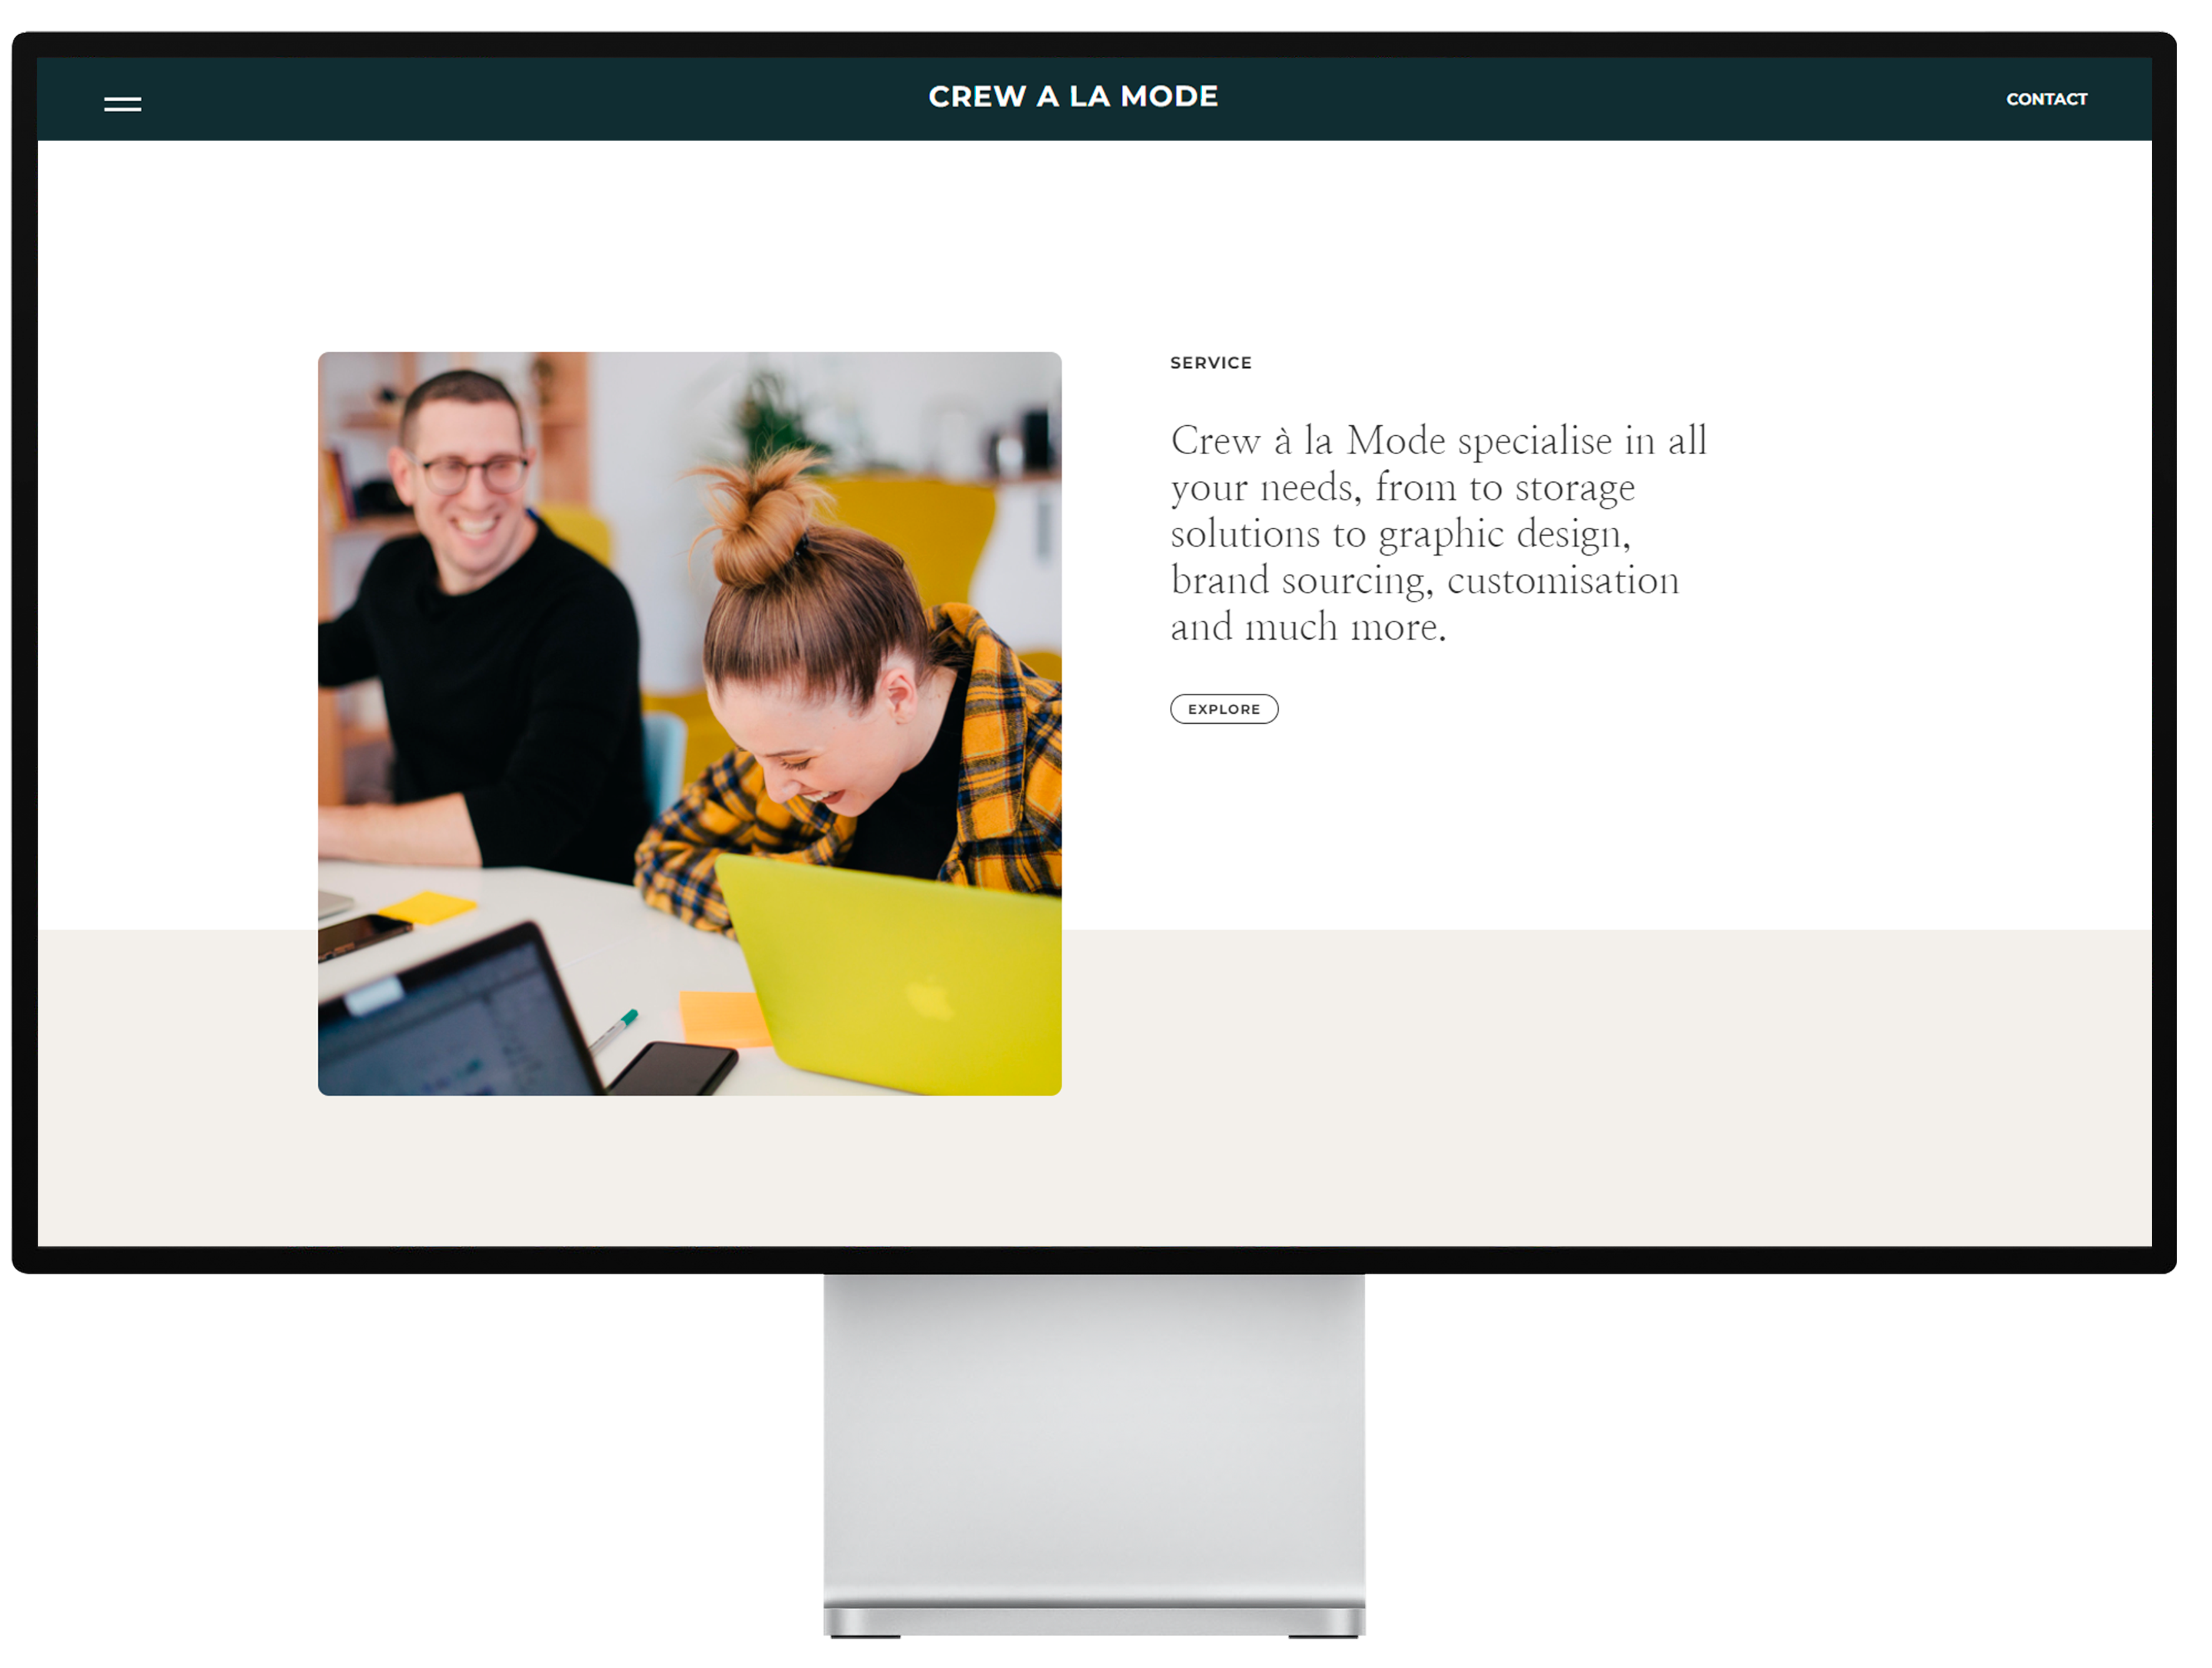 CREW A LA MODE
CONTACT
SERVICE
Crew à la Mode specialise in all
your needs, from to storage
solutions to graphic design,
brand sourcing, customisation
and much more.
EXPLORE